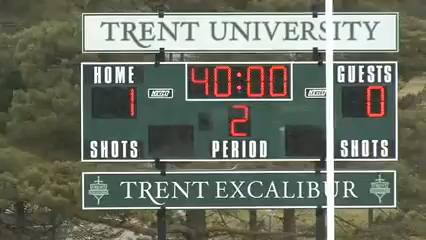 TRENT UNIVERSITY
HOME 40:00 GUESTS
1 0
2
SHOTS PERIOD SHOTS
TRENT EXCALIBUR